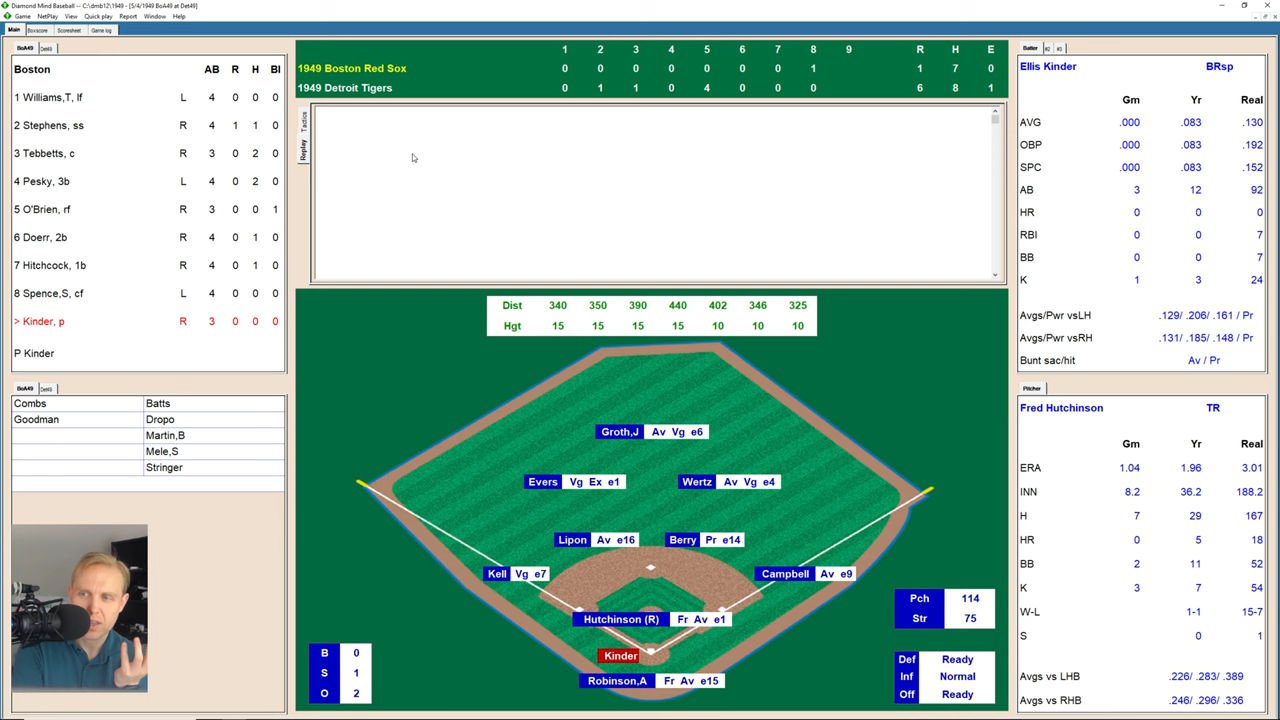 Diamond Mind Baseball -- C:\dmb12\1949 - [5/4/1949 BoA49 at Det49]
Game NetPlay View Quick play Report Window Help
Main Boxscore Scoresheet Game log
BoA49 Det49
Boston AB R H BI
1 Williams,T, lf L 4 0 0 0
2 Stephens, ss R 4 1 1 0
3 Tebbetts, c R 3 0 2 0
4 Pesky, 3b L 4 0 2 0
5 O'Brien, rf R 3 0 0 1
6 Doerr, 2b R 4 0 1 0
7 Hitchcock, 1b R 4 0 1 0
8 Spence,S, cf L 4 0 0 0
> Kinder, p R 3 0 0 0
P Kinder
BoA49 Det49
Combs Batts
Goodman Dropo
Martin,B
Mele,S
Stringer
1 2 3 4 5 6 7 8 9 R H E
1949 Boston Red Sox 0 0 0 0 0 0 0 1 1 7 0
1949 Detroit Tigers 0 1 1 0 4 0 0 0 6 8 1
Tactics
Replay
Dist 340 350 390 440 402 346 325
Hgt 15 15 15 15 10 10 10
Groth,J Av Vg e6
Evers Vg Ex e1
Wertz Av Vg e4
Lipon Av e16
Berry Pr e14
Kell Vg e7
Campbell Av e9
Hutchinson (R) Fr Av e1
Kinder
Robinson,A Fr Av e15
B 0
S 1
O 2
Pch 114
Str 75
Def Ready
Inf Normal
Off Ready
Batter #2 #3
Ellis Kinder BRsp
Gm Yr Real
AVG .000 .083 .130
OBP .000 .083 .192
SPC .000 .083 .152
AB 3 12 92
HR 0 0 0
RBI 0 0 7
BB 0 0 7
K 1 3 24
Avgs/Pwr vsLH .129/ .206/ .161 / Pr
Avgs/Pwr vsRH .131/ .185/ .148 / Pr
Bunt sac/hit Av / Pr
Pitcher
Fred Hutchinson TR
Gm Yr Real
ERA 1.04 1.96 3.01
INN 8.2 36.2 188.2
H 7 29 167
HR 0 5 18
BB 2 11 52
K 3 7 54
W-L 1-1 15-7
S 0 1
Avgs vs LHB .226/ .283/ .389
Avgs vs RHB .246/ .296/ .336